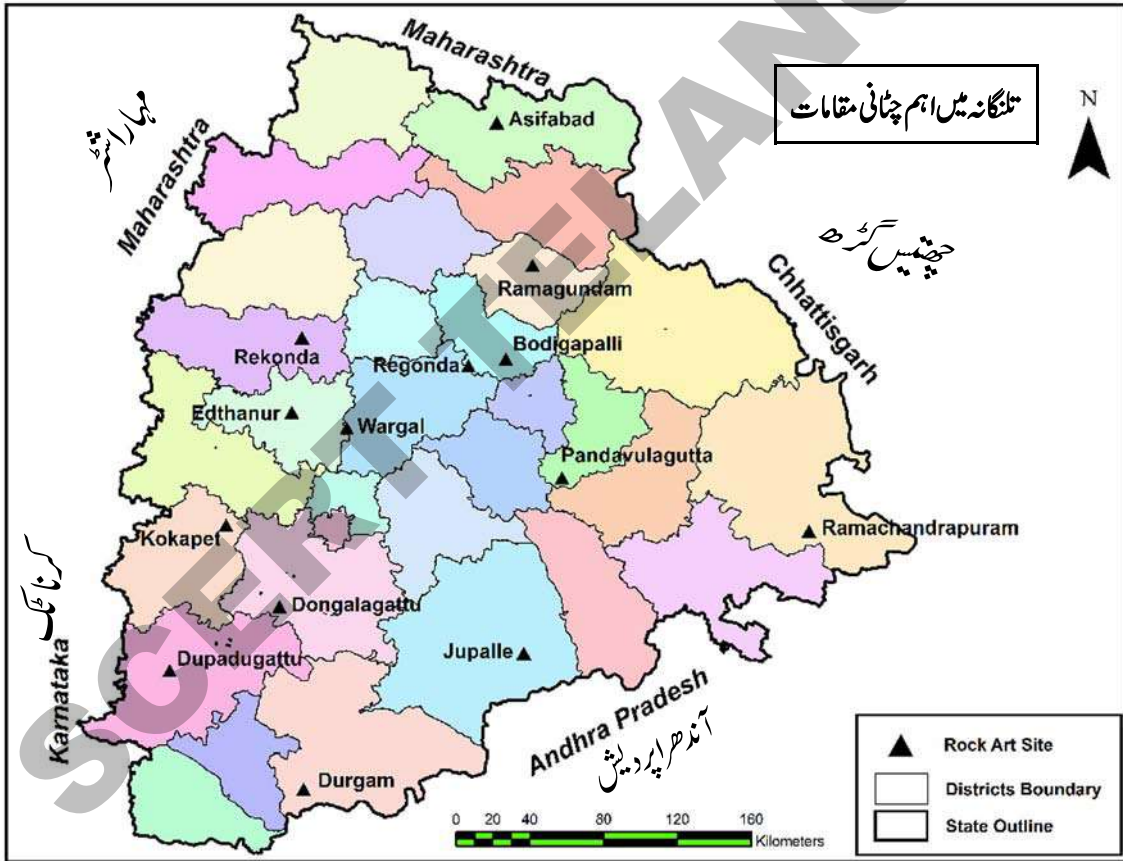 Maharashtra
مہاراشٹر
Maharashtra
تلنگانہ میں اہم چٹانی مقامات
N
Asifabad
چھتیس گڑھ
Chhattisgarh
Ramagundam
Rekonda
Regonda
Bodigapalli
Edthanur
Wargal
Pandavulagutta
Kokapet
Ramachandrapuram
کرناٹک
Karnataka
Dongalagattu
Dupadugattu
Jupalle
Andhra Pradesh
آندھرا پردیش
Durgam
Rock Art Site
Districts Boundary
State Outline
0 20 40 80 120 160
Kilometers
SCERT TELANG